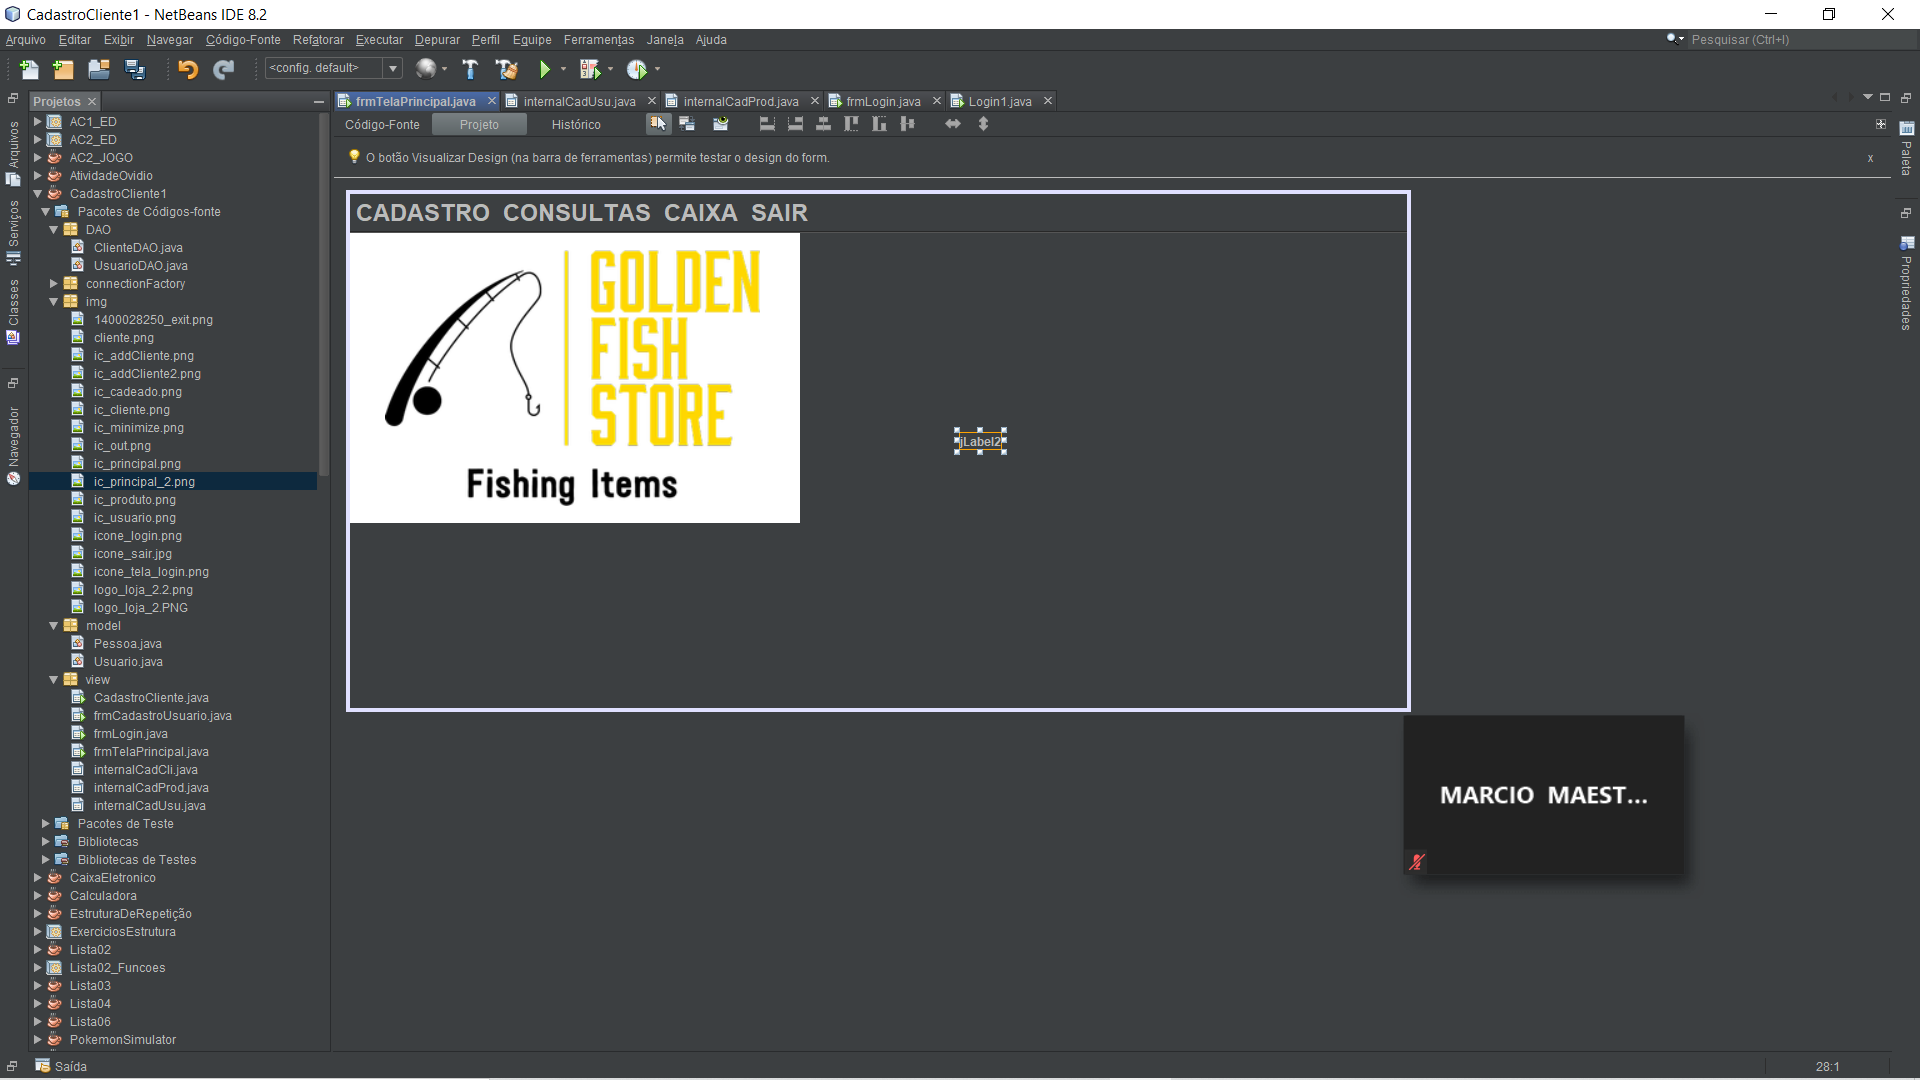 CadastroCliente1 - NetBeans IDE 8.2
Arquivo Editar Exibir Navegar Código-Fonte Refatorar Executar Depurar Perfil Equipe Ferramentas Janela Ajuda
Pesquisar (Ctrl+I)
<config. default>
Projetos
frmTelaPrincipal.java
internalCadUsu.java
internalCadProd.java
frmLogin.java
Login1.java
Código-Fonte Projeto Histórico
O botão Visualizar Design (na barra de ferramentas) permite testar o design do form.
x
Arquivos
Serviços
Classes
Navegador
AC1_ED
AC2_ED
AC2_JOGO
AtividadeOvidio
CadastroCliente1
Pacotes de Códigos-fonte
DAO
ClienteDAO.java
UsuarioDAO.java
connectionFactory
img
1400028250_exit.png
cliente.png
ic_addCliente.png
ic_addCliente2.png
ic_cadeado.png
ic_cliente.png
ic_minimize.png
ic_out.png
ic_principal.png
ic_principal_2.png
ic_produto.png
ic_usuario.png
icone_login.png
icone_sair.jpg
icone_tela_login.png
logo_loja_2.2.png
logo_loja_2.PNG
model
Pessoa.java
Usuario.java
view
CadastroCliente.java
frmCadastroUsuario.java
frmLogin.java
frmTelaPrincipal.java
internalCadCli.java
internalCadProd.java
internalCadUsu.java
Pacotes de Teste
Bibliotecas
Bibliotecas de Testes
CaixaEletronico
Calculadora
EstruturaDeRepetição
ExerciciosEstrutura
Lista02
Lista02_Funcoes
Lista03
Lista04
Lista06
PokemonSimulator
CADASTRO CONSULTAS CAIXA SAIR
GOLDEN
FISH
STORE
Fishing Items
jLabel2
MARCIO MAEST...
Paleta
Propriedades
Saída
28:1